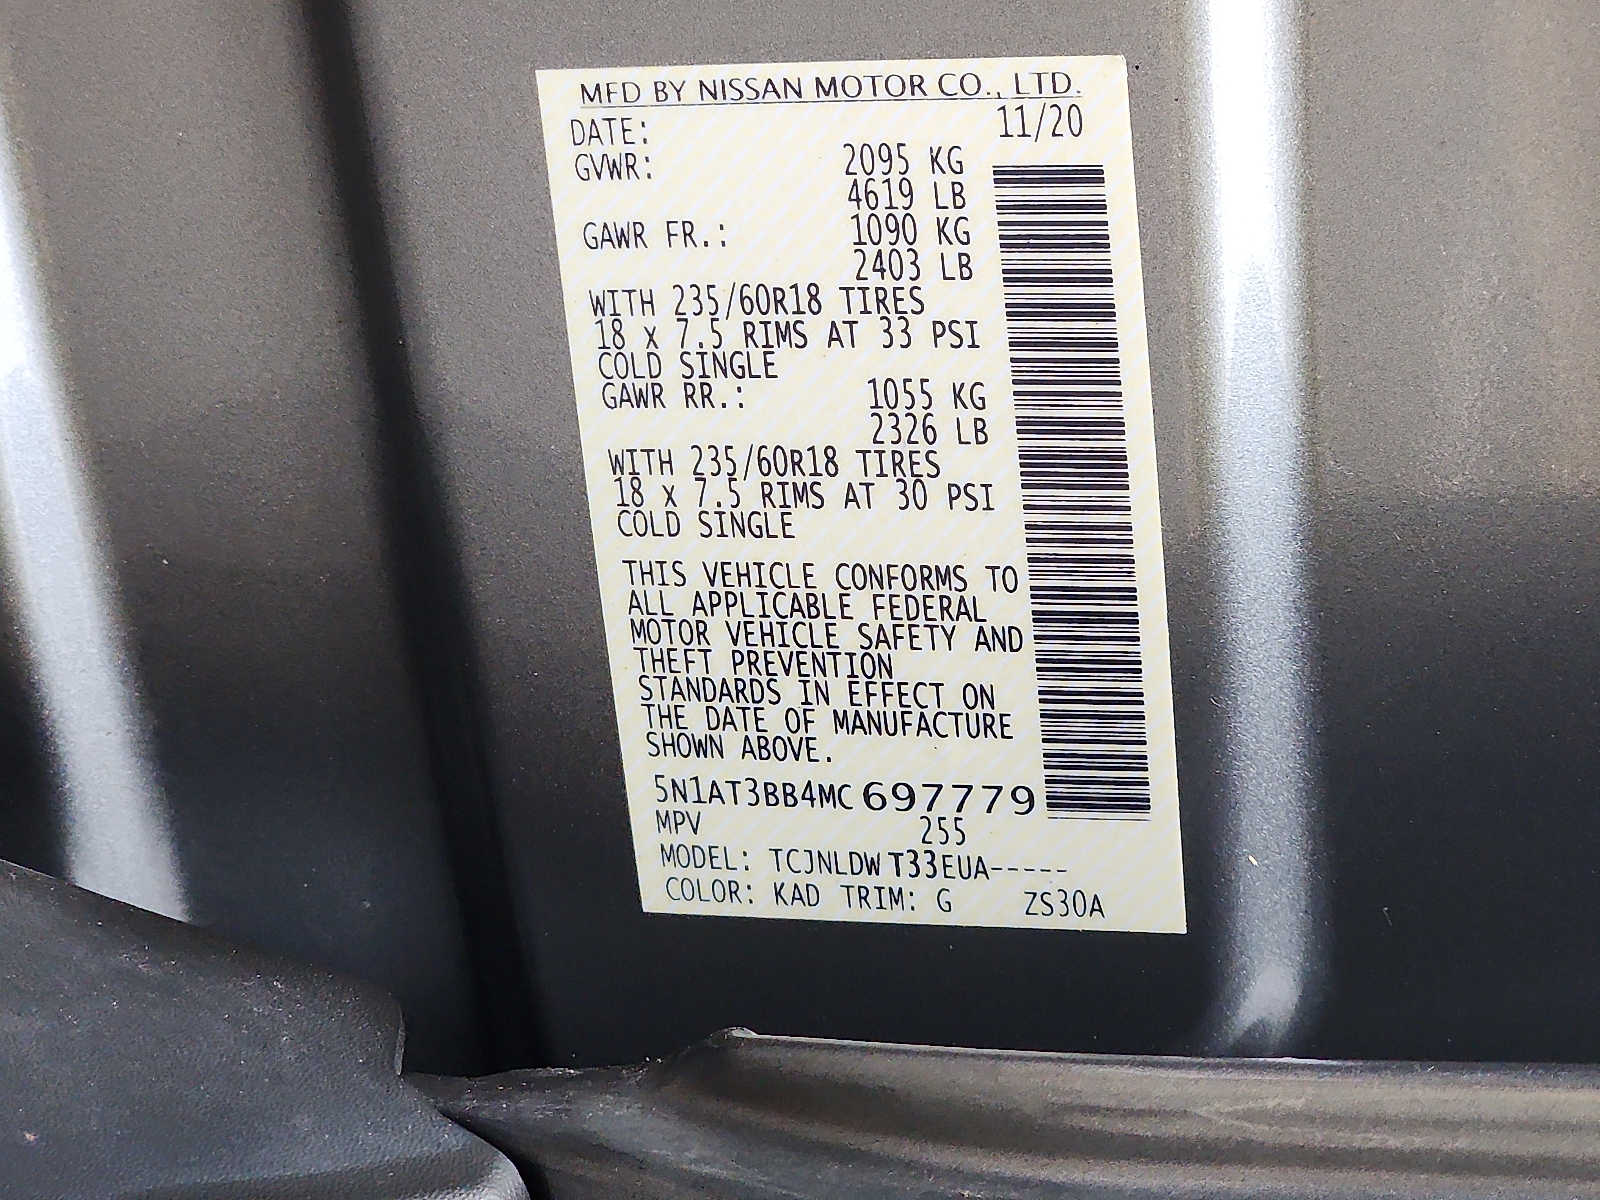 MFD BY NISSAN MOTOR CO., LTD.
DATE: 11/20
GVWR: 2095 KG
4619 LB
GAWR FR.: 1090 KG
2403 LB
WITH 235/60R18 TIRES
18 x 7.5 RIMS AT 33 PSI
COLD SINGLE
GAWR RR.: 1055 KG
2326 LB
WITH 235/60R18 TIRES
18 x 7.5 RIMS AT 30 PSI
COLD SINGLE
THIS VEHICLE CONFORMS TO
ALL APPLICABLE FEDERAL
MOTOR VEHICLE SAFETY AND
THEFT PREVENTION
STANDARDS IN EFFECT ON
THE DATE OF MANUFACTURE
SHOWN ABOVE.
5N1AT3BB4MC697779
MPV 255
MODEL: TCJNLDWT33EUA-----
COLOR: KAD TRIM: G ZS30A